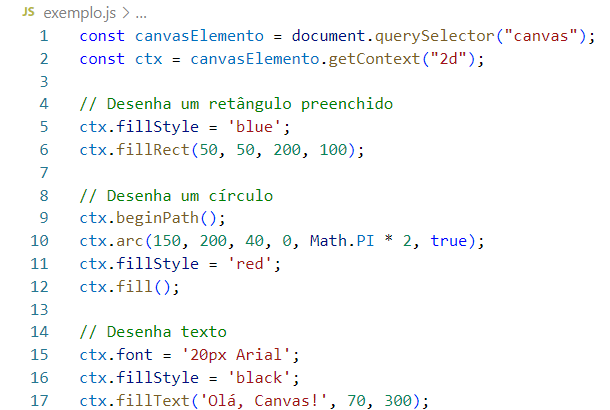 JS exemplo.js > ...
1 const canvasElemento = document.querySelector("canvas");
2 const ctx = canvasElemento.getContext("2d");
3
4 // Desenha um retângulo preenchido
5 ctx.fillStyle = 'blue';
6 ctx.fillRect(50, 50, 200, 100);
7
8 // Desenha um círculo
9 ctx.beginPath();
10 ctx.arc(150, 200, 40, 0, Math.PI * 2, true);
11 ctx.fillStyle = 'red';
12 ctx.fill();
13
14 // Desenha texto
15 ctx.font = '20px Arial';
16 ctx.fillStyle = 'black';
17 ctx.fillText('Olá, Canvas!', 70, 300);